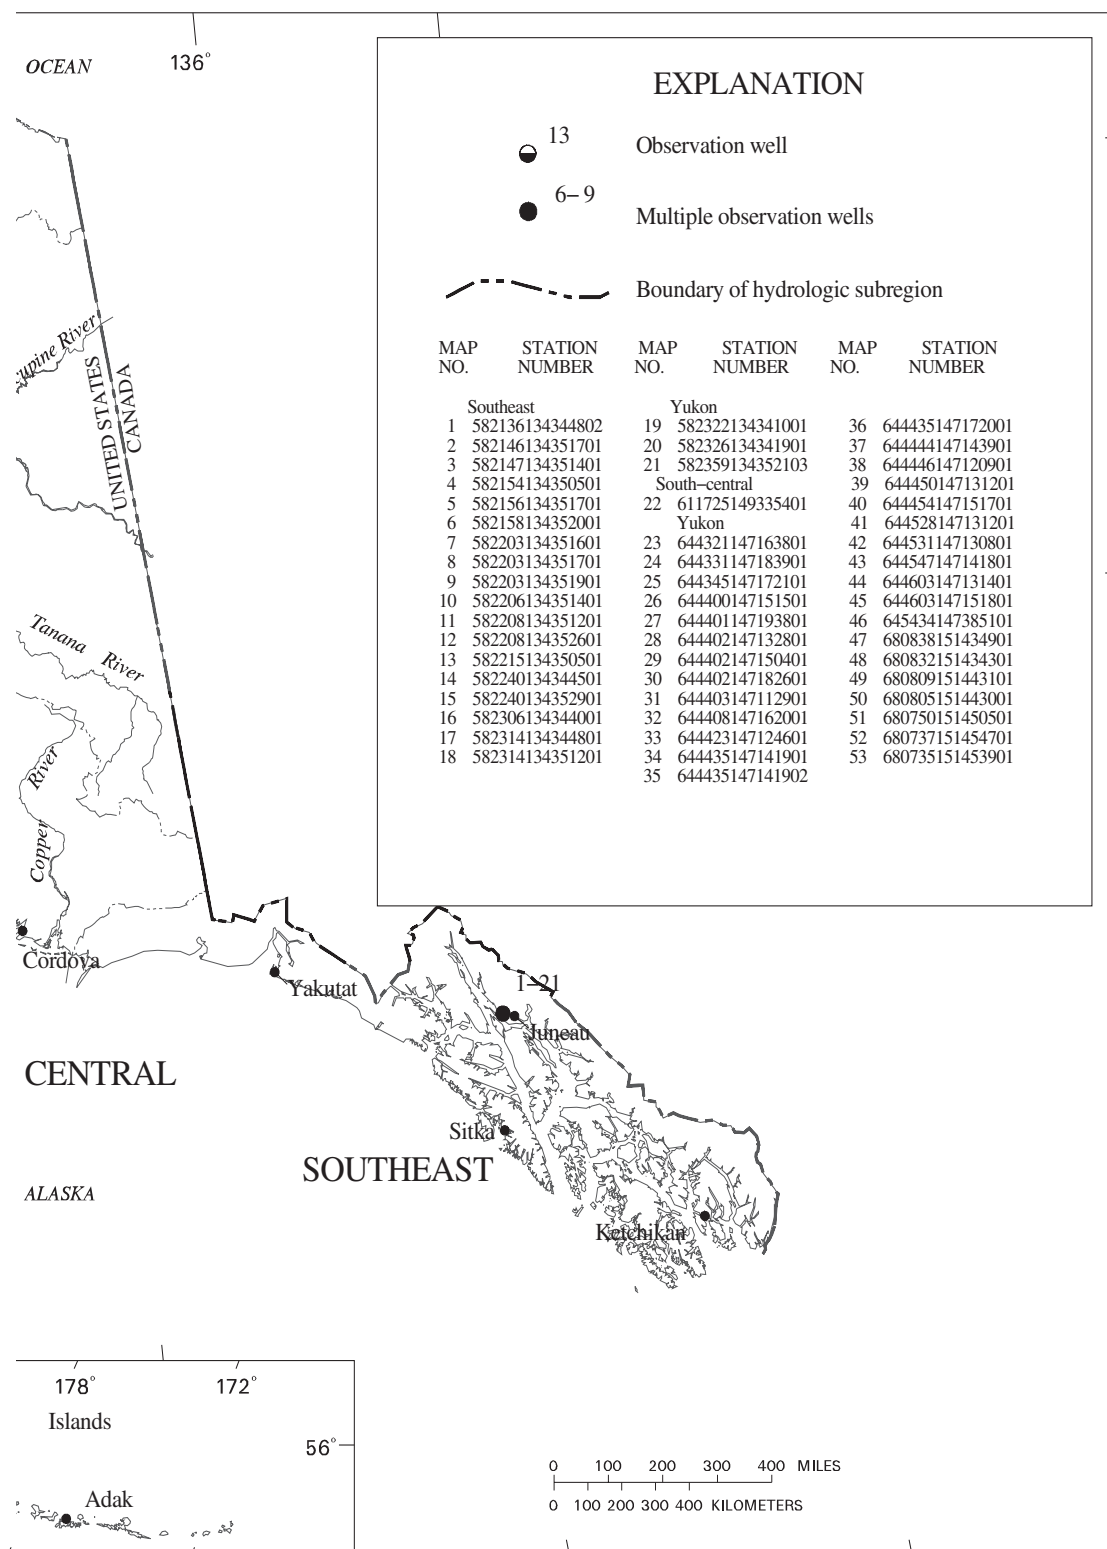 OCEAN
136°
EXPLANATION
13
Observation well
6–9
Multiple observation wells
Boundary of hydrologic subregion
MAP NO. STATION NUMBER MAP NO. STATION NUMBER MAP NO. STATION NUMBER
Southeast
1 582136134344802
2 582146134351701
3 582147134351401
4 582154134350501
5 582156134351701
6 582158134352001
7 582203134351601
8 582203134351701
9 582203134351901
10 582206134351401
11 582208134351201
12 582208134352601
13 582215134350501
14 582240134344501
15 582240134352901
16 582306134344001
17 582314134344801
18 582314134351201
Yukon
19 582322134341001
20 582326134341901
21 582359134352103
South–central
22 611725149335401
Yukon
23 644321147163801
24 644331147183901
25 644345147172101
26 644400147151501
27 644401147193801
28 644402147132801
29 644402147150401
30 644402147182601
31 644403147112901
32 644408147162001
33 644423147124601
34 644435147141901
35 644435147141902
36 644435147172001
37 644444147143901
38 644446147120901
39 644450147131201
40 644454147151701
41 644528147131201
42 644531147130801
43 644547147141801
44 644603147131401
45 644603147151801
46 645434147385101
47 680838151434901
48 680832151434301
49 680809151443101
50 680805151443001
51 680750151450501
52 680737151454701
53 680735151453901
upine River
UNITED STATES
CANADA
Tanana River
Copper River
Cordova
Yakutat
1–21
Juneau
CENTRAL
Sitka
SOUTHEAST
ALASKA
Ketchikan
178°
172°
Islands
56°
Adak
0 100 200 300 400 MILES
0 100 200 300 400 KILOMETERS